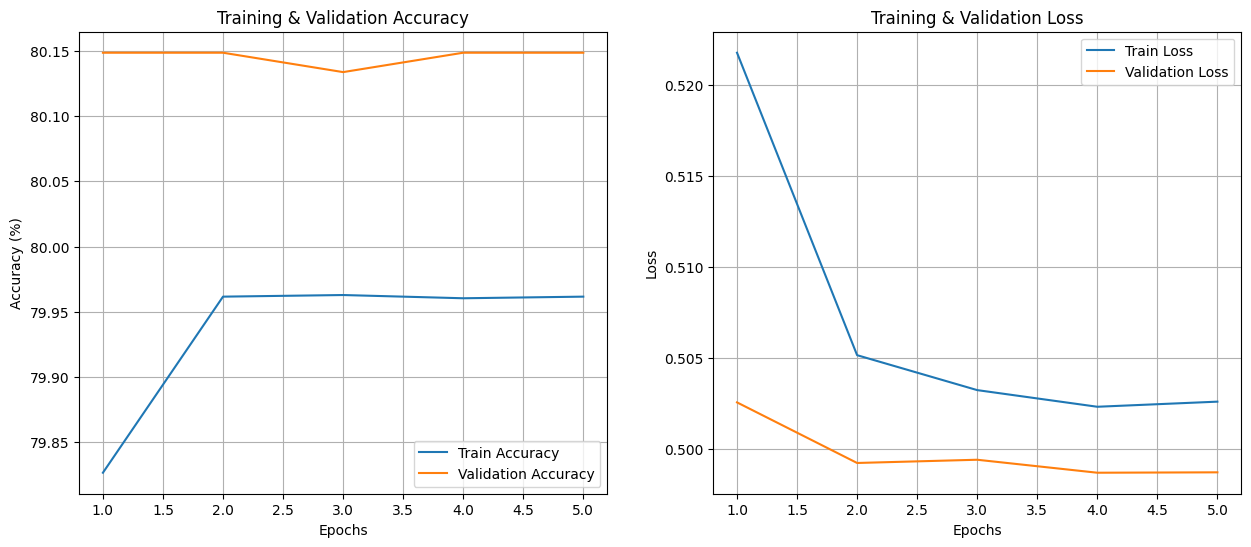 Training & Validation Accuracy
80.15
80.10
80.05
80.00
79.95
79.90
79.85
Accuracy (%)
1.0 1.5 2.0 2.5 3.0 3.5 4.0 4.5 5.0
Epochs
Train Accuracy
Validation Accuracy
Training & Validation Loss
0.520
0.515
0.510
0.505
0.500
Loss
1.0 1.5 2.0 2.5 3.0 3.5 4.0 4.5 5.0
Epochs
Train Loss
Validation Loss